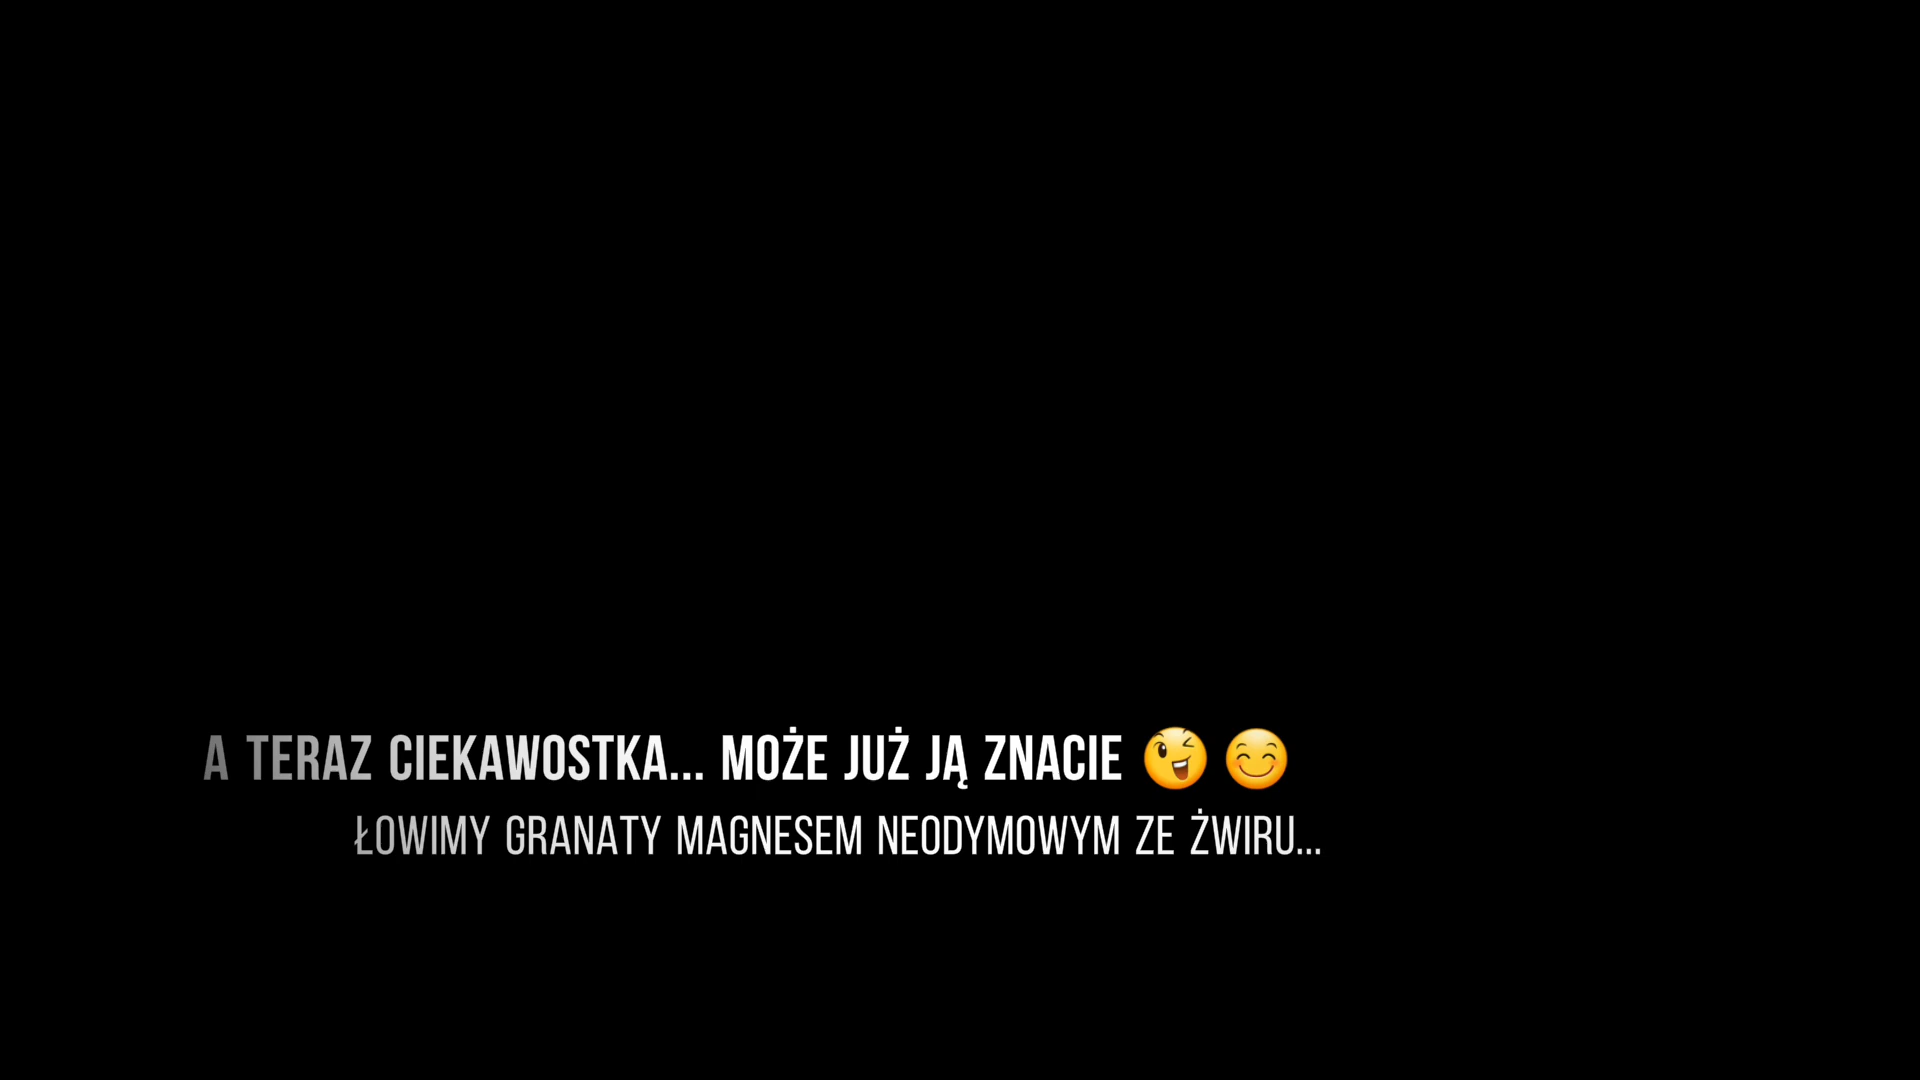 A TERAZ CIEKAWOSTKA... MOŻE JUŻ JĄ ZNACIE 😉 😊
ŁOWIMY GRANATY MAGNESEM NEODYMOWYM ZE ŻWIRU...